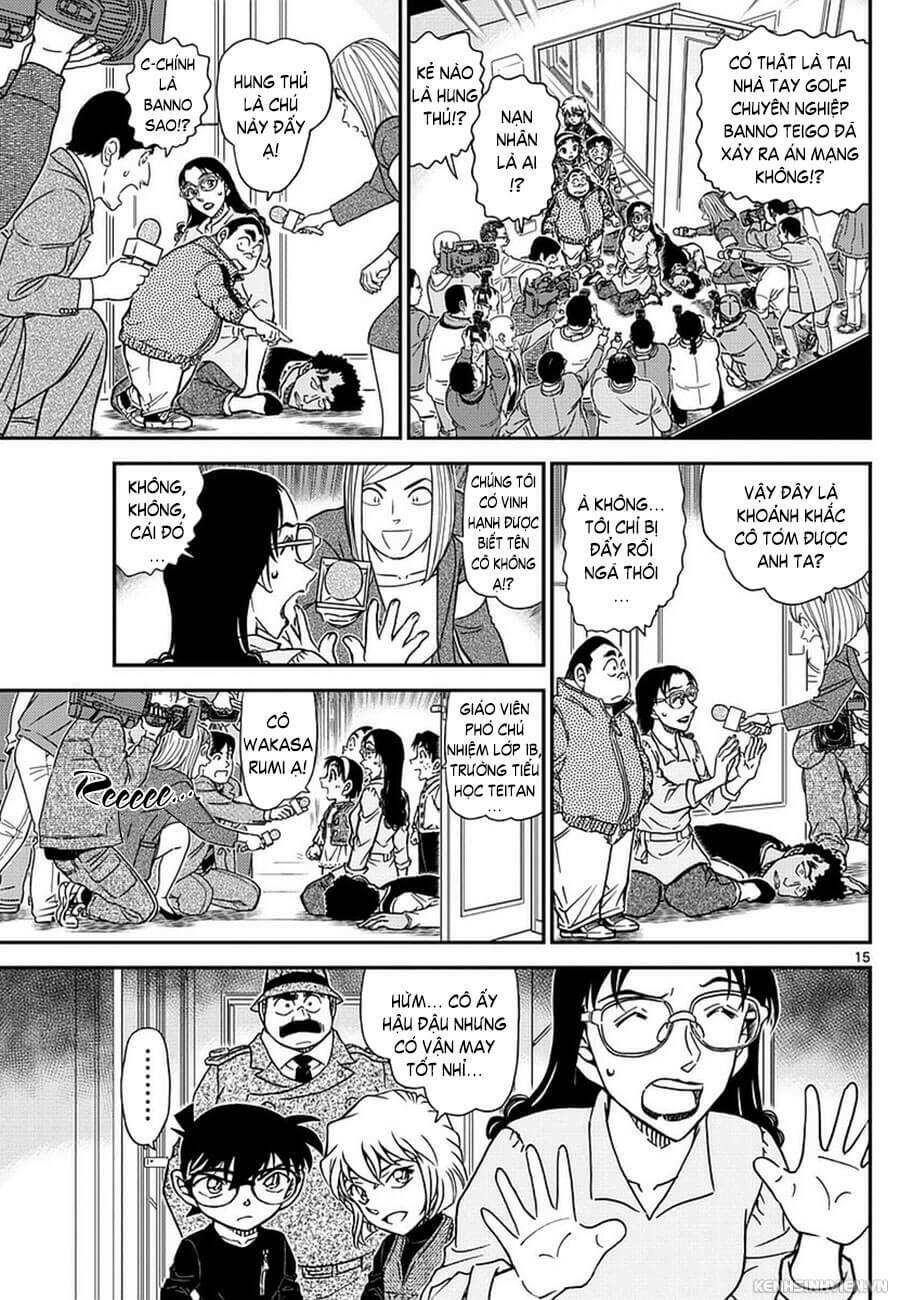 CÓ THẬT LÀ TẠI
NHÀ TAY GOLF
CHUYÊN NGHIỆP
BANNO TEIGO ĐÃ
XẢY RA ÁN MẠNG
KHÔNG!?
NẠN
NHÂN
LÀ AI
!?
KẺ NÀO
LÀ HUNG
THỦ!?
HUNG THỦ
LÀ CHÚ
NÀY ĐẤY
Ạ!
C-CHÍNH
LÀ
BANNO
SAO!?
VẬY ĐÂY LÀ
KHOẢNH KHẮC
CÔ TÓM ĐƯỢC
ANH TA?
À KHÔNG...
TÔI CHỈ BỊ
ĐẨY RỒI
NGÃ THÔI
...
CHÚNG TÔI
CÓ VINH
HẠNH ĐƯỢC
BIẾT TÊN
CÔ KHÔNG
Ạ!?
KHÔNG,
KHÔNG,
CÁI ĐÓ
...
GIÁO VIÊN
PHÓ CHỦ
NHIỆM LỚP 1B,
TRƯỜNG TIỂU
HỌC TEITAN
...
CÔ
WAKASA
RUMI Ạ!
Reeeee...
15
HỪM... CÔ ẤY
HẬU ĐẬU NHƯNG
CÓ VẬN MAY
TỐT NHỈ...
........
KENHSINHVIEN.VN